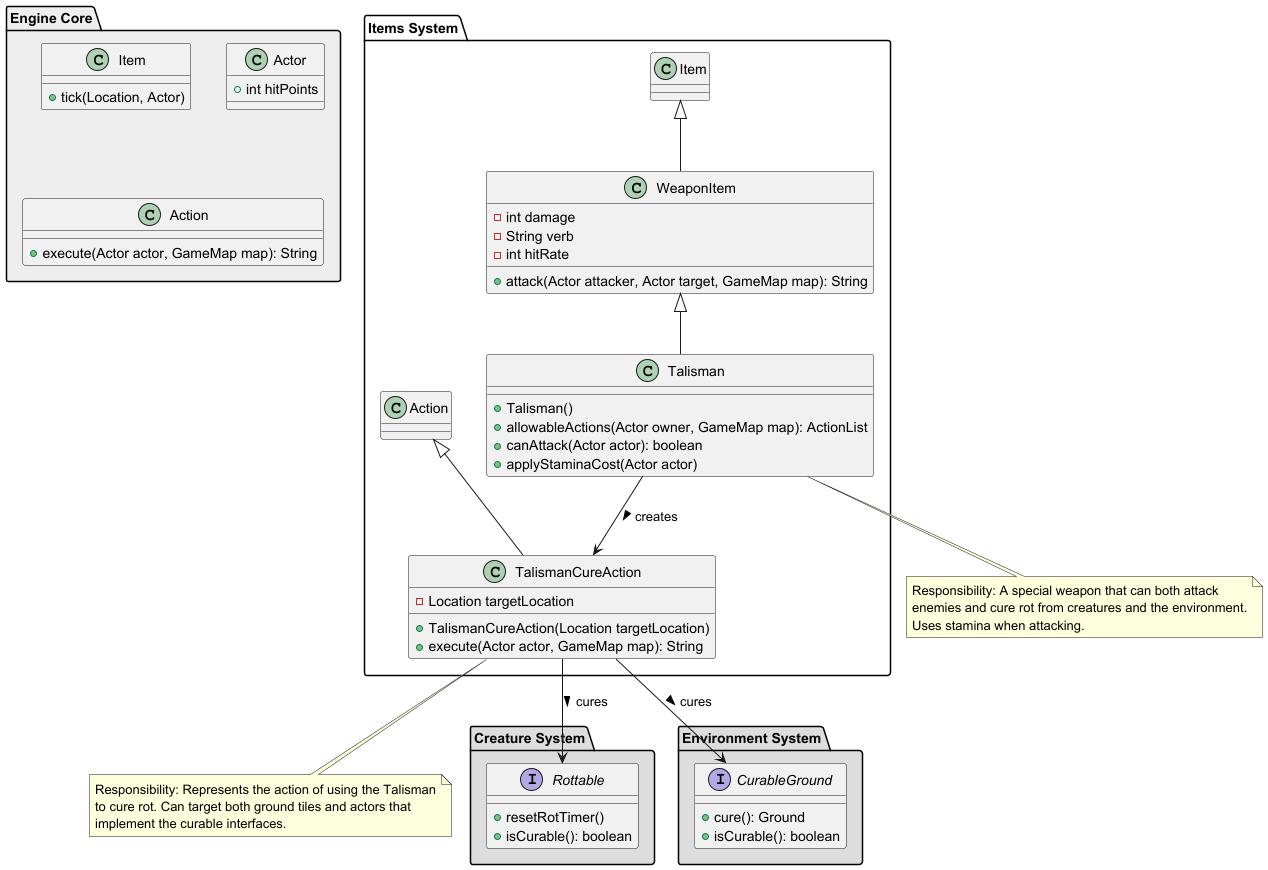 Engine Core
C Item
tick(Location, Actor)
C Actor
int hitPoints
C Action
execute(Actor actor, GameMap map): String
Items System
C Item
C WeaponItem
int damage
String verb
int hitRate
attack(Actor attacker, Actor target, GameMap map): String
C Talisman
Talisman()
allowableActions(Actor owner, GameMap map): ActionList
canAttack(Actor actor): boolean
applyStaminaCost(Actor actor)
C Action
creates
C TalismanCureAction
Location targetLocation
TalismanCureAction(Location targetLocation)
execute(Actor actor, GameMap map): String
Responsibility: A special weapon that can both attack
enemies and cure rot from creatures and the environment.
Uses stamina when attacking.
cures
cures
Creature System
I Rottable
resetRotTimer()
isCurable(): boolean
Environment System
I CurableGround
cure(): Ground
isCurable(): boolean
Responsibility: Represents the action of using the Talisman
to cure rot. Can target both ground tiles and actors that
implement the curable interfaces.